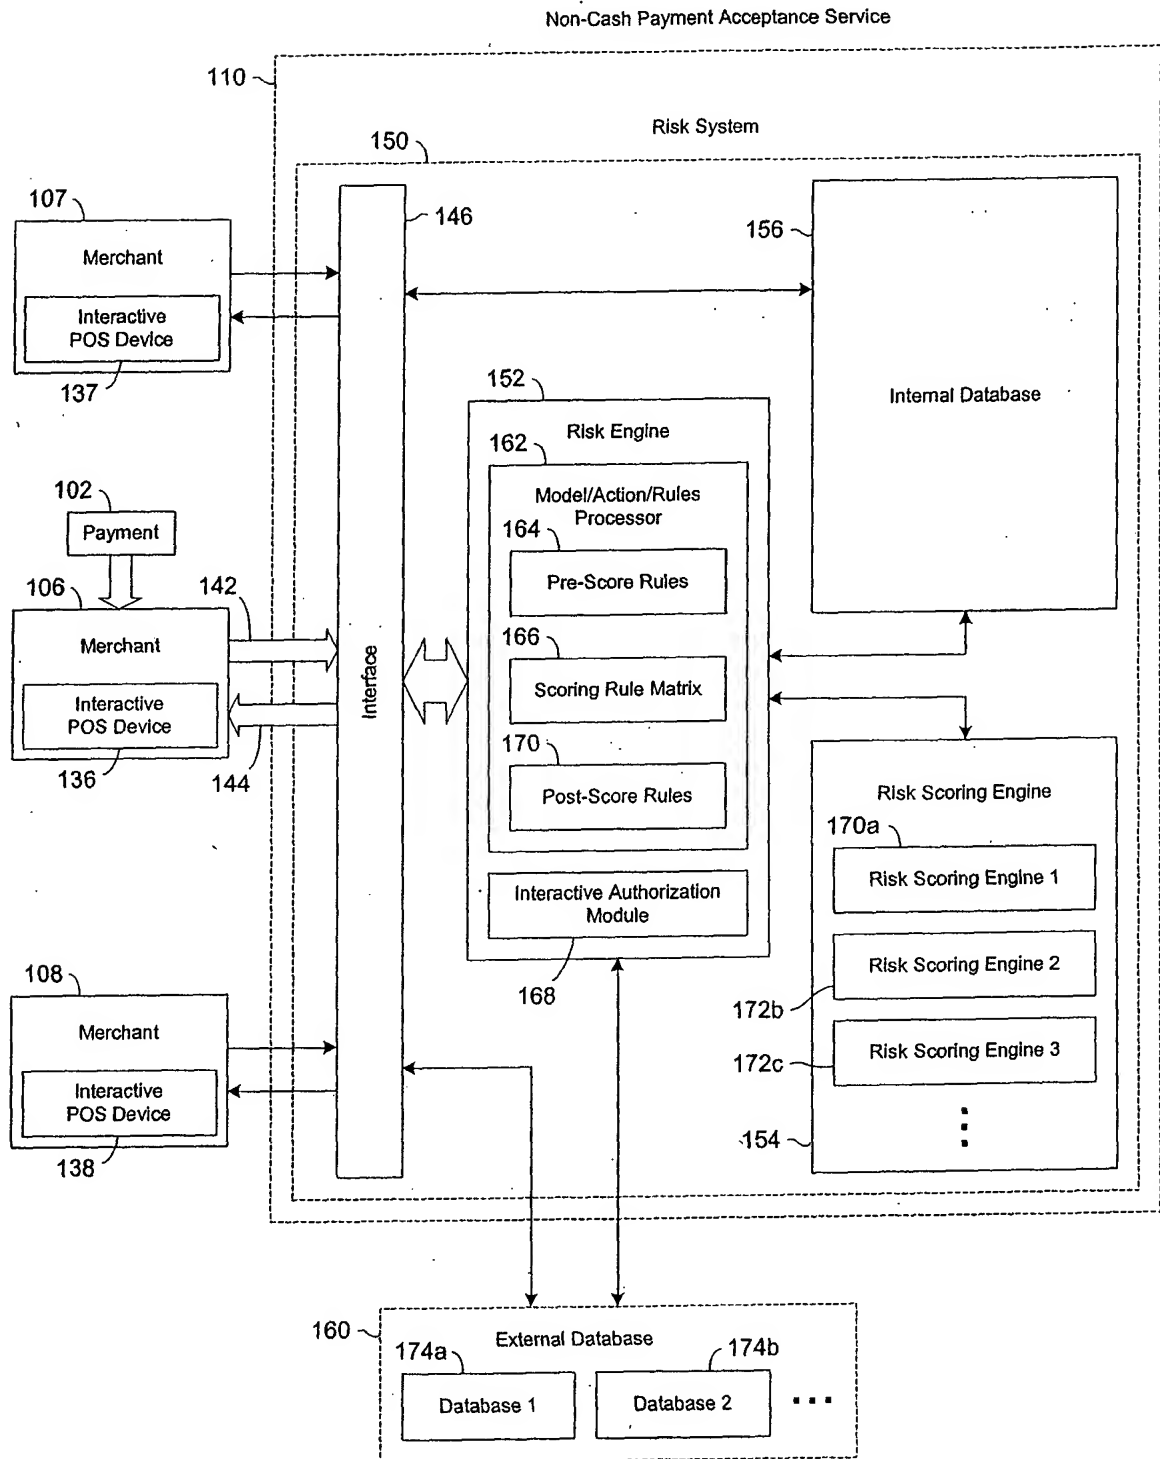 Non-Cash Payment Acceptance Service
110
Risk System
150
107
146
156
Merchant
Interactive
POS Device
137
152
Internal Database
Risk Engine
162
102
Model/Action/Rules
Processor
Payment
164
106
142
Pre-Score Rules
Merchant
166
Interface
Scoring Rule Matrix
Interactive
POS Device
136
144
170
Post-Score Rules
Risk Scoring Engine
170a
Risk Scoring Engine 1
Interactive Authorization
Module
168
Risk Scoring Engine 2
172b
108
Merchant
Risk Scoring Engine 3
172c
Interactive
POS Device
138
154
160
External Database
174a
174b
Database 1
Database 2